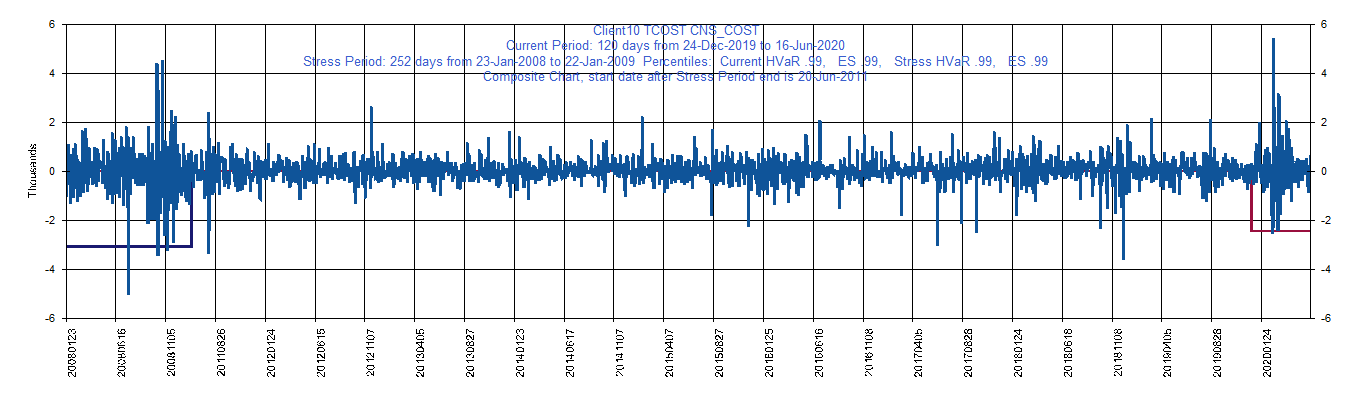 Client10 TCOST CNS_COST
Current Period: 120 days from 24-Dec-2019 to 16-Jun-2020
Stress Period: 252 days from 23-Jan-2008 to 22-Jan-2009 Percentiles: Current HVaR .99, ES .99, Stress HVaR .99, ES .99
Composite Chart, start date after Stress Period end is 20-Jun-2011
6 6
4 4
2 2
0 0
-2 -2
-4 -4
-6 -6
Thousands
20080123 20080616 20081105 20110826 20120124 20120615 20121107 20130405 20130827 20140123 20140617 20141107 20150407 20150827 20160125 20160616 20161108 20170405 20170828 20180124 20180618 20181108 20190405 20190828 20200124